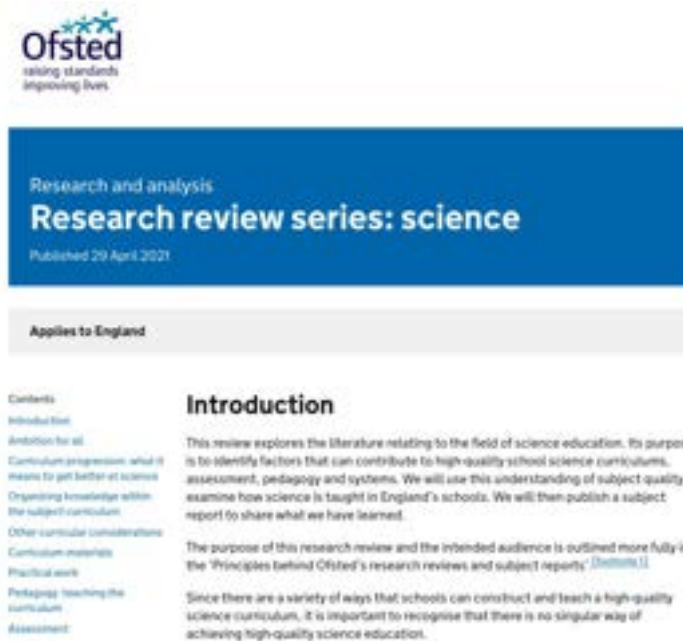 Ofsted
raising standards
improving lives
Research and analysis
Research review series: science
Published 29 April 2021
Applies to England
Contents
Introduction
Ambition for all
Curriculum progression: what it
means to get better at science
Organising knowledge within
the subject curriculum
Other curricular considerations
Curriculum materials
Practical work
Pedagogy: teaching the
curriculum
Assessment
Introduction
This review explores the literature relating to the field of science education. Its purpos
is to identify factors that can contribute to high-quality school science curriculums,
assessment, pedagogy and systems. We will use this understanding of subject quality
examine how science is taught in England's schools. We will then publish a subject
report to share what we have learned.
The purpose of this research review and the intended audience is outlined more fully i
the 'Principles behind Ofsted's research reviews and subject reports'. [footnote 1]
Since there are a variety of ways that schools can construct and teach a high-quality
science curriculum, it is important to recognise that there is no singular way of
achieving high-quality science education.